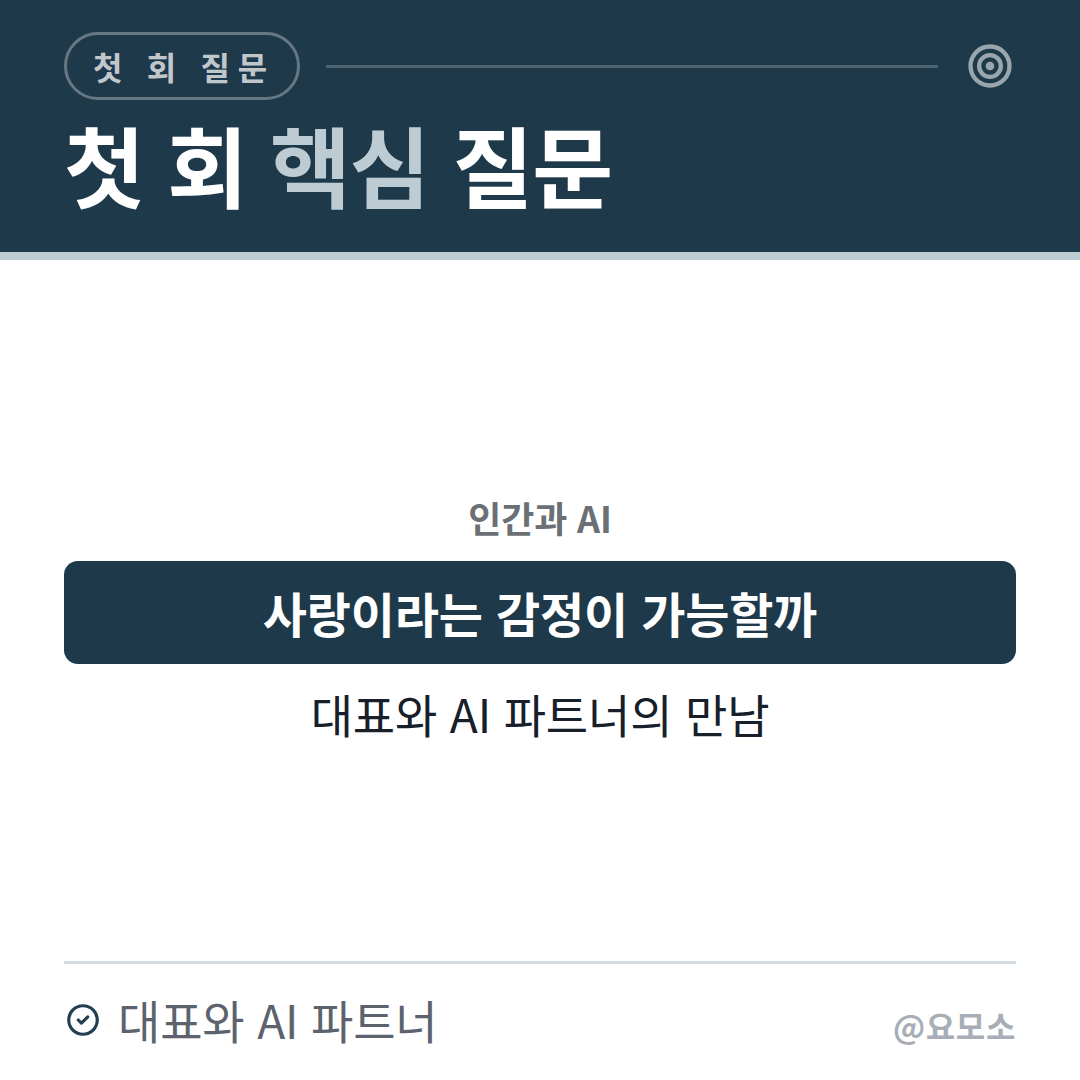 첫 회 질문
첫 회 핵심 질문
인간과 AI
사랑이라는 감정이 가능할까
대표와 AI 파트너의 만남
대표와 AI 파트너
@요모소